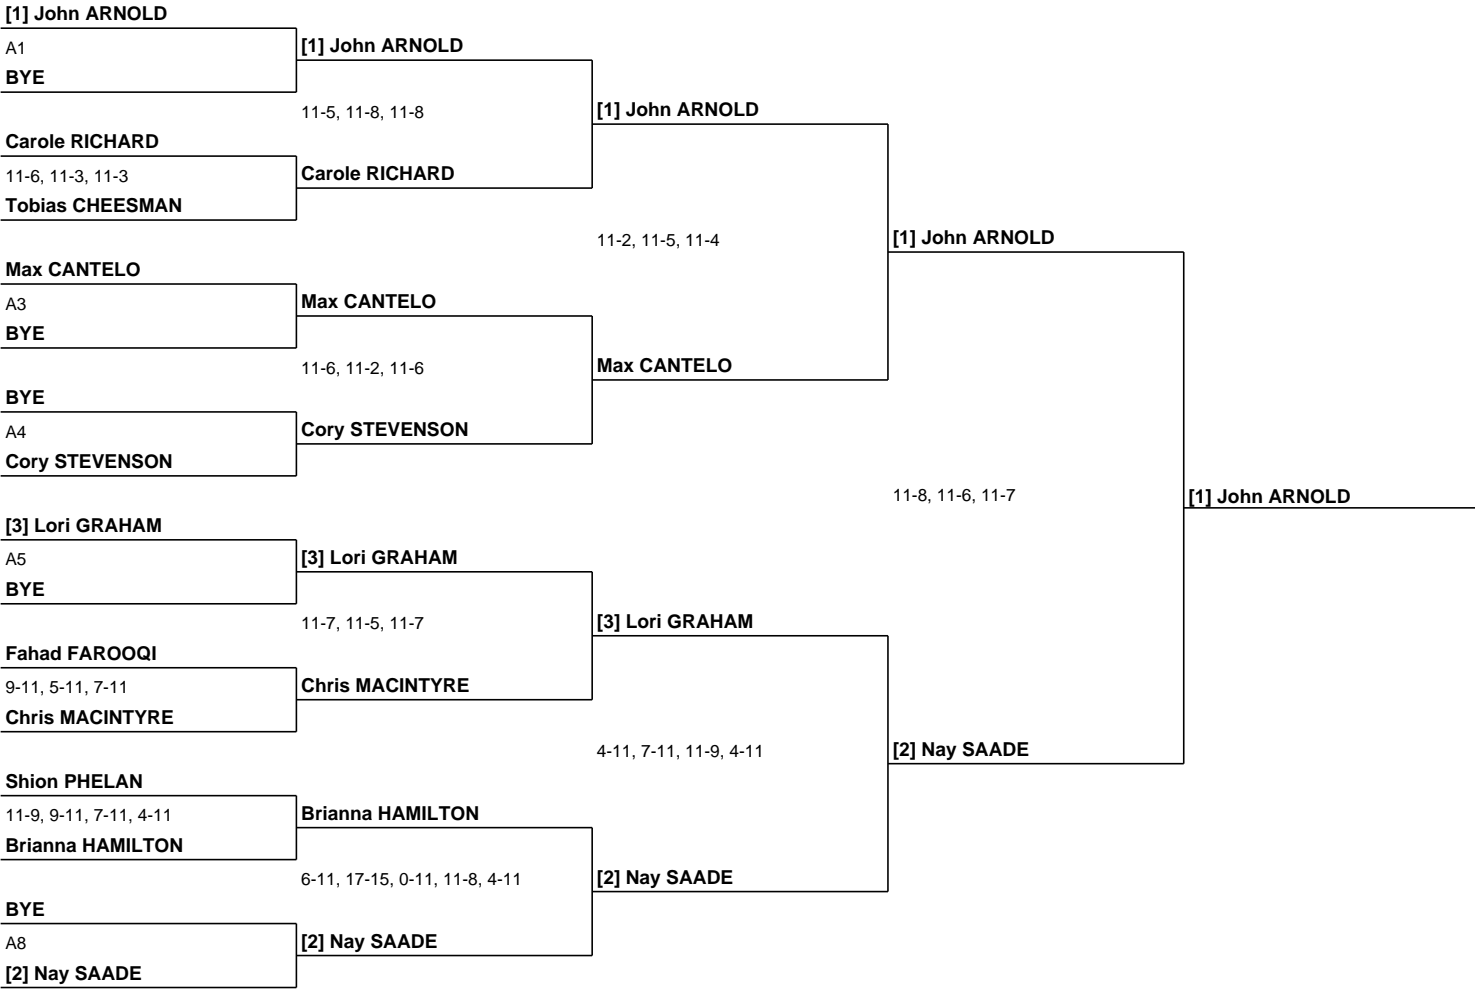 [1] John ARNOLD
A1
BYE
Carole RICHARD
11-6, 11-3, 11-3
Tobias CHEESMAN
Max CANTELO
A3
BYE
BYE
A4
Cory STEVENSON
[3] Lori GRAHAM
A5
BYE
Fahad FAROOQI
9-11, 5-11, 7-11
Chris MACINTYRE
Shion PHELAN
11-9, 9-11, 7-11, 4-11
Brianna HAMILTON
BYE
A8
[2] Nay SAADE
[1] John ARNOLD
11-5, 11-8, 11-8
Carole RICHARD
Max CANTELO
11-6, 11-2, 11-6
Cory STEVENSON
[3] Lori GRAHAM
11-7, 11-5, 11-7
Chris MACINTYRE
Brianna HAMILTON
6-11, 17-15, 0-11, 11-8, 4-11
[2] Nay SAADE
[1] John ARNOLD
11-2, 11-5, 11-4
Max CANTELO
[3] Lori GRAHAM
4-11, 7-11, 11-9, 4-11
[2] Nay SAADE
[1] John ARNOLD
11-8, 11-6, 11-7
[2] Nay SAADE
[1] John ARNOLD